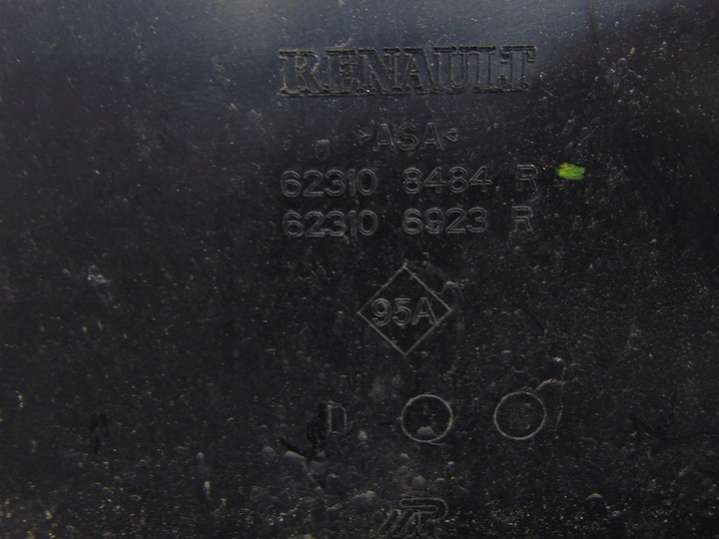 RENAULT
>ASA<
62310 8484 R
62310 6923 R
95A